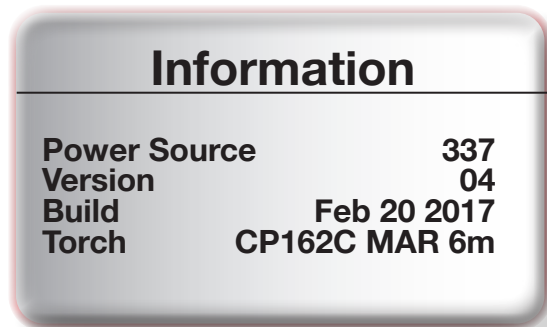 Information
Power Source 337
Version 04
Build Feb 20 2017
Torch CP162C MAR 6m